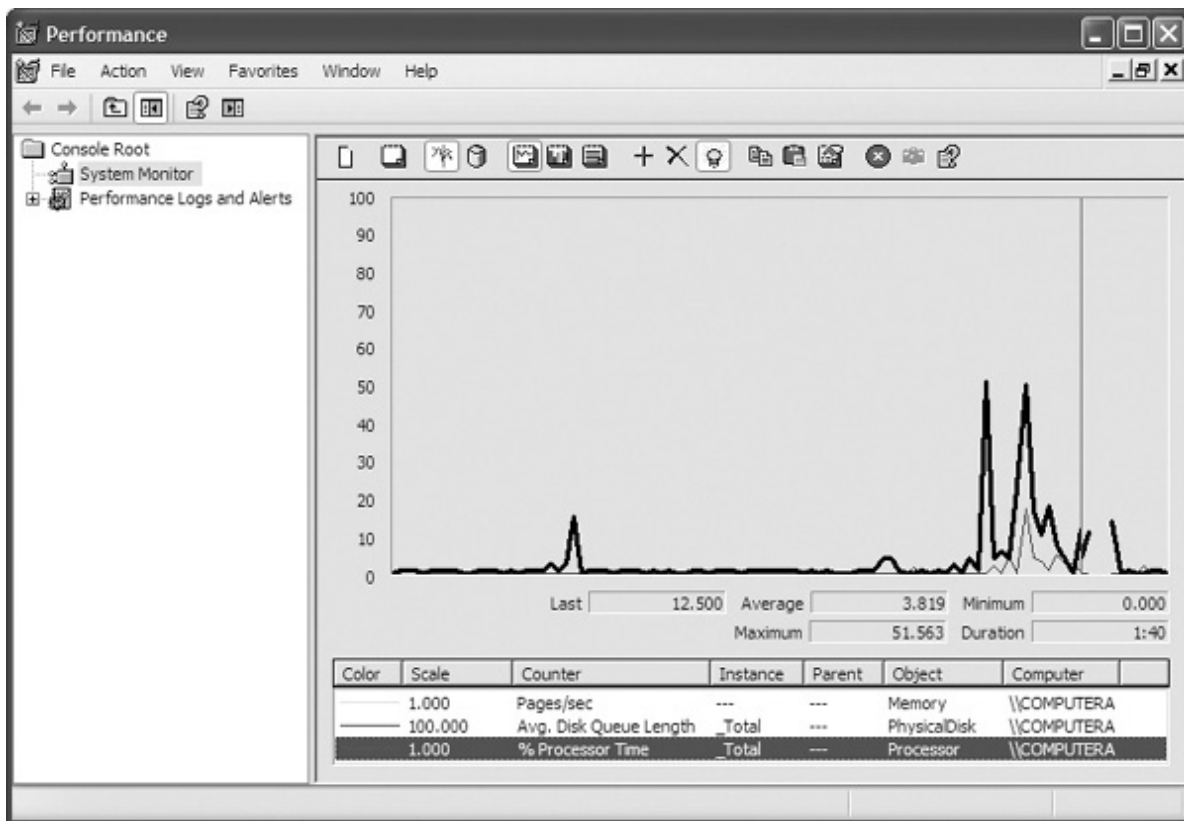 Performance
File Action View Favorites Window Help
Console Root
System Monitor
Performance Logs and Alerts
100
90
80
70
60
50
40
30
20
10
0
Last 12.500 Average 3.819 Minimum 0.000
Maximum 51.563 Duration 1:40
Color Scale Counter Instance Parent Object Computer
1.000 Pages/sec --- --- Memory \\COMPUTERA
100.000 Avg. Disk Queue Length _Total --- PhysicalDisk \\COMPUTERA
1.000 % Processor Time _Total --- Processor \\COMPUTERA